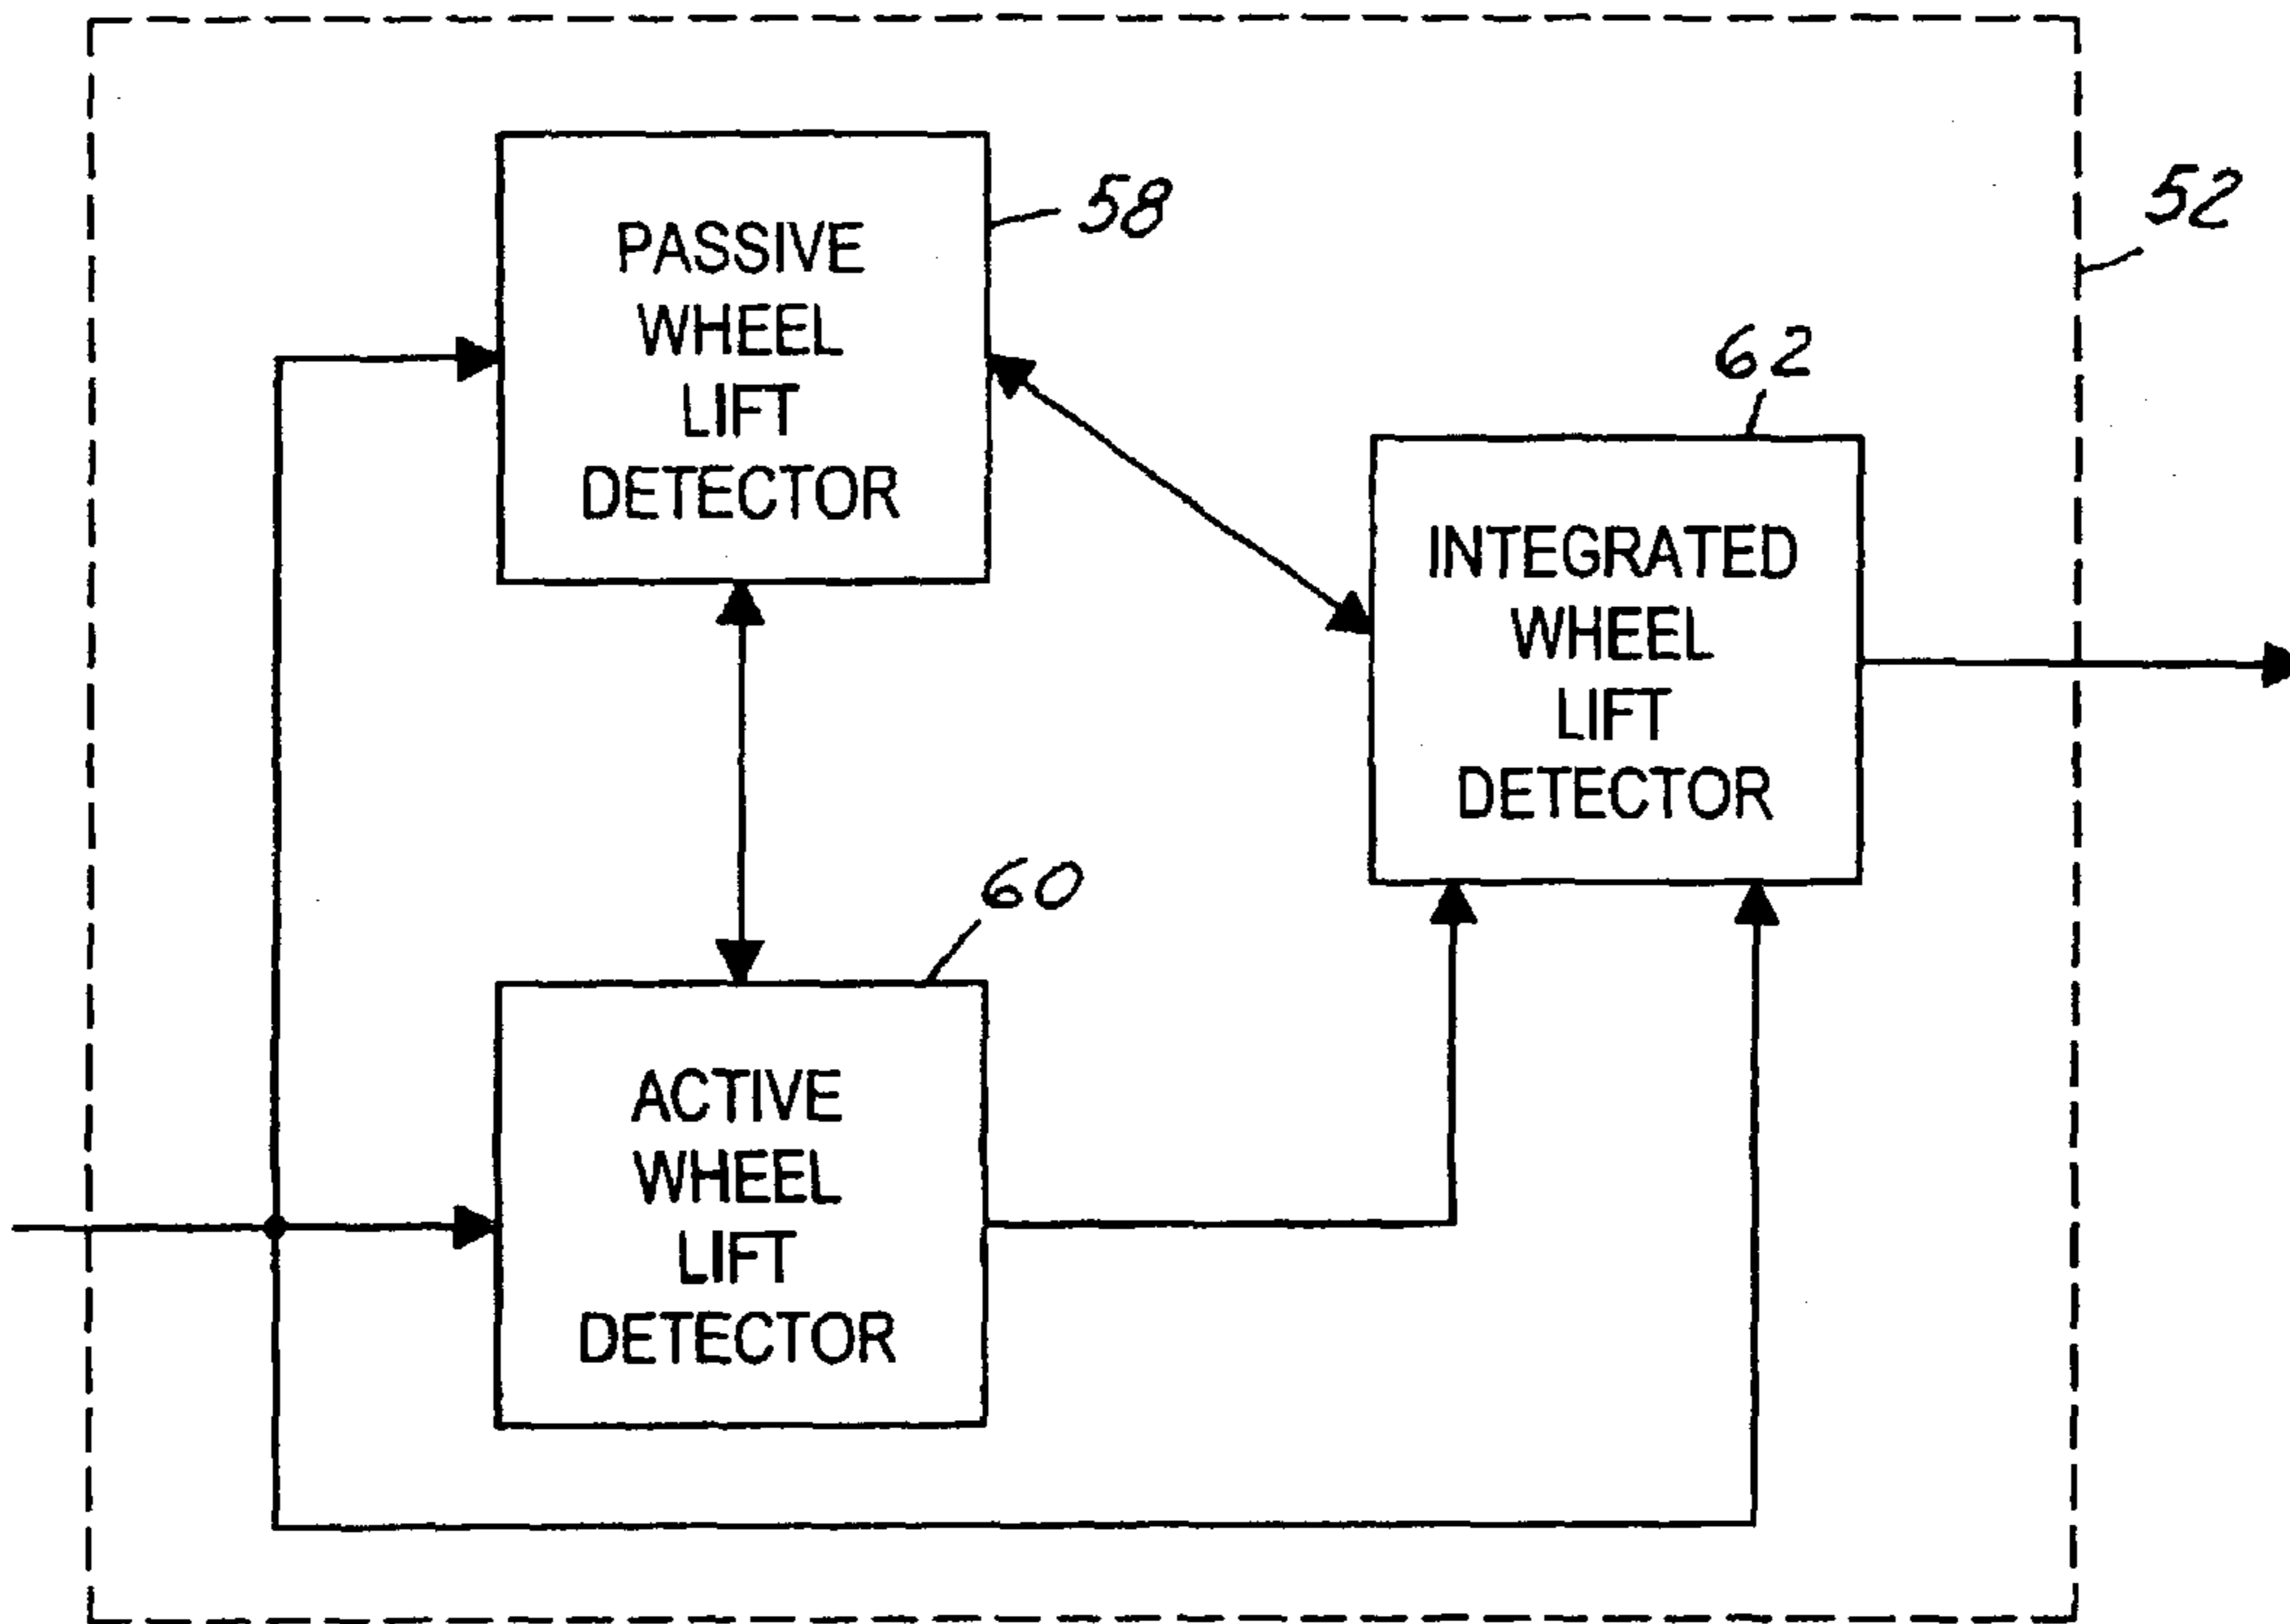 PASSIVE
WHEEL
LIFT
DETECTOR
58
52
62
INTEGRATED
WHEEL
LIFT
DETECTOR
60
ACTIVE
WHEEL
LIFT
DETECTOR